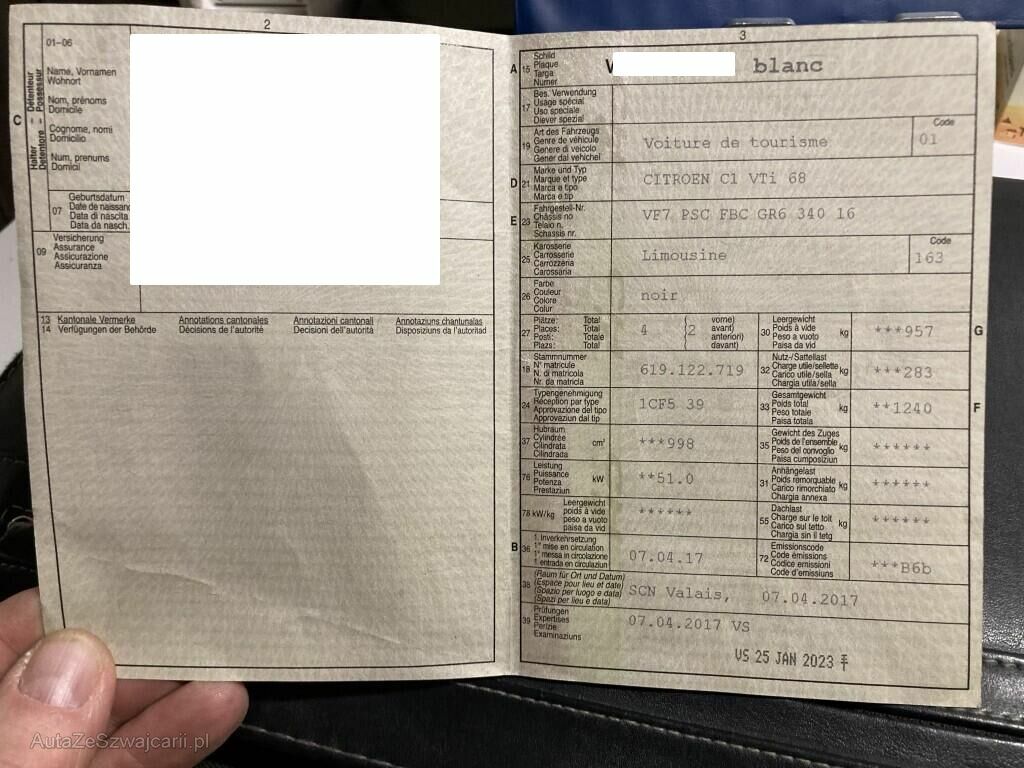 2
01–06
Halter – Détenteur
Detentore – Possessur
C
Name, Vornamen
Wohnort
Nom, prénoms
Domicile
Cognome, nomi
Domicilio
Num, prenums
Domicil
07
Geburtsdatum
Date de naissanc
Data di nascita
Data da nasch.
09
Versicherung
Assurance
Assicurazione
Assicuranza
13 Kantonale Vermerke
14 Verfügungen der Behörde
Annotations cantonales
Décisions de l'autorité
Annotazioni cantonali
Decisioni dell'autorità
Annotaziuns chantunalas
Disposiziuns da l'autoritad
3
A 15
Schild
Plaque
Targa
Numer
V blanc
17
Bes. Verwendung
Usage spécial
Uso speciale
Diever spezial
19
Art des Fahrzeugs
Genre de véhicule
Genere di veicolo
Gener dal vehichel
Voiture de tourisme
Code
01
D 21
Marke und Typ
Marque et type
Marca e tipo
Marca e tip
CITROEN C1 VTi 68
E 23
Fahrgestell-Nr.
Châssis no
Telaio n.
Schassis nr.
VF7 PSC FBC GR6 340 16
25
Karosserie
Carrosserie
Carrozzeria
Carossaria
Limousine
Code
163
26
Farbe
Couleur
Colore
Colur
noir
27
Plätze: Total
Places: Total
Posti: Totale
Plazs: Total
4 (2
vorne)
avant)
anteriori)
davant)
30
Leergewicht
Poids à vide
Peso a vuoto
Paisa da vid
kg
***957
G
18
Stammnummer
N° matricule
N. di matricola
Nr. da matricla
619.122.719
32
Nutz-/Sattellast
Charge utile/sellette
Carico utile/sella
Chargia utila/sella
kg
***283
24
Typengenehmigung
Réception par type
Approvazione del tipo
Approvaziun dal tip
1CF5 39
33
Gesamtgewicht
Poids total
Peso totale
Paisa totala
kg
**1240
F
37
Hubraum
Cylindrée
Cilindrata
Cilindrada
cm³
***998
35
Gewicht des Zuges
Poids de l'ensemble
Peso del convoglio
Paisa cumposiziun
kg
******
76
Leistung
Puissance
Potenza
Prestaziun
kW
**51.0
31
Anhängelast
Poids remorquable
Carico rimorchiato
Chargia annexa
kg
******
78 kW/kg
Leergewicht
poids à vide
peso a vuoto
paisa da vid
******
55
Dachlast
Charge sur le toit
Carico sul tetto
Chargia sin il tetg
kg
******
B 36
1. Inverkehrsetzung
1re mise en circulation
1a messa in circolazione
1 entrada en circulaziun
07.04.17
72
Emissionscode
Code émissions
Codice emissioni
Code d'emissiuns
***B6b
38
(Raum für Ort und Datum)
(Espace pour lieu et date)
(Spazio per luogo e data)
(Spazi per lieu e data)
SCN Valais, 07.04.2017
39
Prüfungen
Expertises
Perizie
Examinaziuns
07.04.2017 VS
VS 25 JAN 2023
AutaZeSzwajcarii.pl